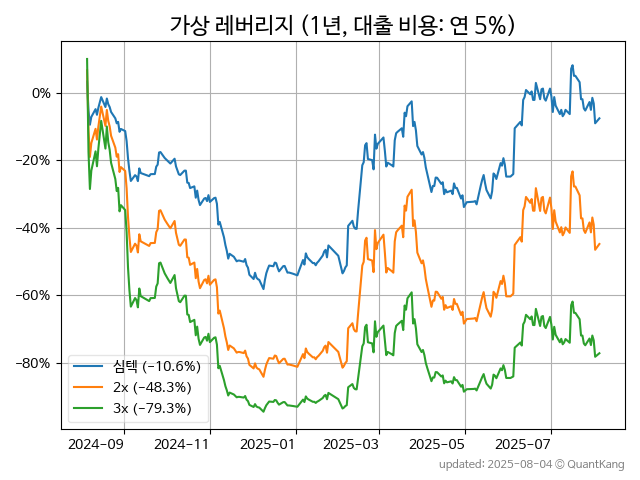 가상 레버리지 (1년, 대출 비용: 연 5%)
0%
−20%
−40%
−60%
−80%
심텍 (−10.6%)
2x (−48.3%)
3x (−79.3%)
2024-09 2024-11 2025-01 2025-03 2025-05 2025-07
updated: 2025-08-04 © QuantKang